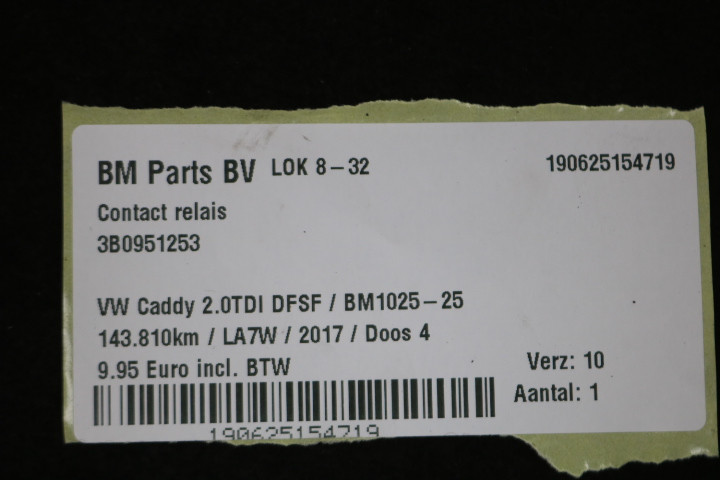 BM Parts BV LOK 8-32 190625154719
Contact relais
3B0951253
VW Caddy 2.0TDI DFSF / BM1025-25
143.810km / LA7W / 2017 / Doos 4
9.95 Euro incl. BTW Verz: 10
Aantal: 1
190625154719